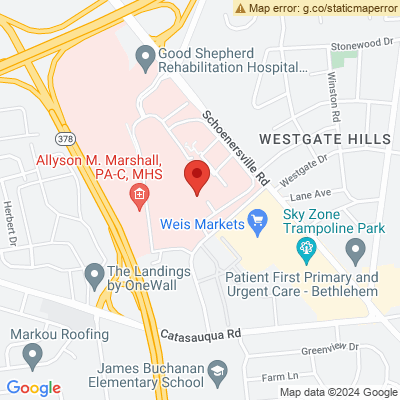 Map error: g.co/staticmaperror
Stonewood Dr
Good Shepherd
Rehabilitation Hospital...
Winston Rd
Schoenersville Rd
378
WESTGATE HILLS
Allyson M. Marshall,
PA-C, MHS
Westgate Dr
Lane Ave
Herbert Dr
Weis Markets
Sky Zone
Trampoline Park
The Landings
by OneWall
Patient First Primary and
Urgent Care - Bethlehem
Markou Roofing
Catasauqua Rd
Greenview Dr
James Buchanan
Elementary School
Farm Ln
Google
Map data ©2024 Google